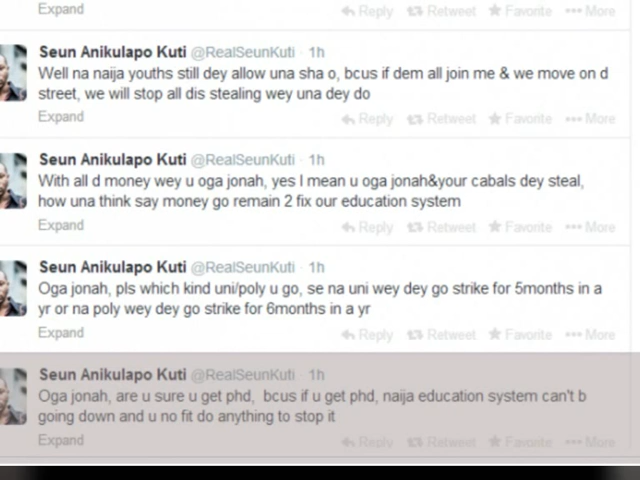 Expand
Reply Retweet Favorite More
Seun Anikulapo Kuti @RealSeunKuti · 1h
Well na naija youths still dey allow una sha o, bcus if dem all join me & we move on d
street, we will stop all dis stealing wey una dey do
Expand
Reply Retweet Favorite More
Seun Anikulapo Kuti @RealSeunKuti · 1h
With all d money wey u oga jonah, yes I mean u oga jonah&your cabals dey steal,
how una think say money go remain 2 fix our education system
Expand
Reply Retweet Favorite More
Seun Anikulapo Kuti @RealSeunKuti · 1h
Oga jonah, pls which kind uni/poly u go, se na uni wey dey go strike for 5months in a
yr or na poly wey dey go strike for 6months in a yr
Expand
Reply Retweet Favorite More
Seun Anikulapo Kuti @RealSeunKuti · 1h
Oga jonah, are u sure u get phd, bcus if u get phd, naija education system can't b
going down and u no fit do anything to stop it
Expand
Reply Retweet Favorite More